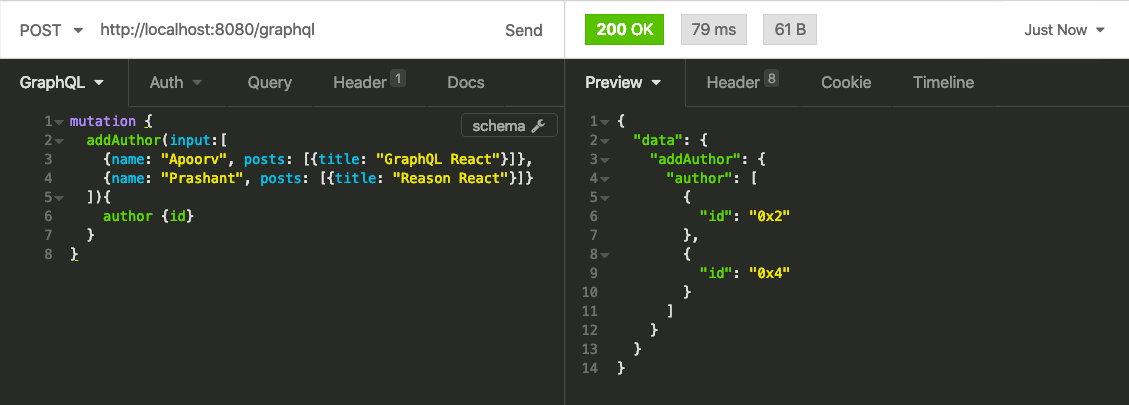 POST http://localhost:8080/graphql Send 200 OK 79 ms 61 B Just Now
GraphQL Auth Query Header 1 Docs Preview Header 8 Cookie Timeline
schema
1 mutation {
2 addAuthor(input:[
3 {name: "Apoorv", posts: [{title: "GraphQL React"}]},
4 {name: "Prashant", posts: [{title: "Reason React"}]}
5 ]){
6 author {id}
7 }
8 }
1 {
2 "data": {
3 "addAuthor": {
4 "author": [
5 {
6 "id": "0x2"
7 },
8 {
9 "id": "0x4"
10 }
11 ]
12 }
13 }
14 }